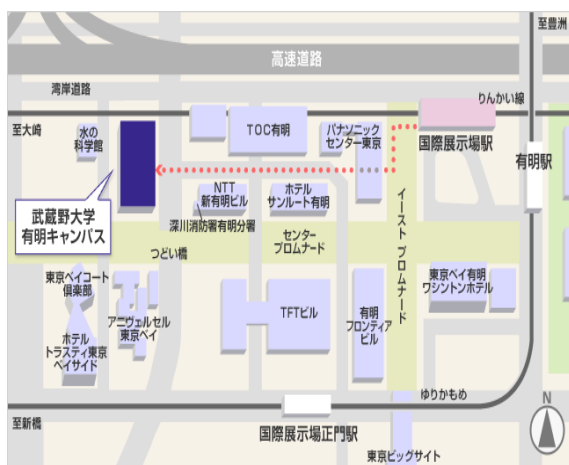 至豊洲
高速道路
湾岸道路
りんかい線
至大崎
水の
科学館
TOC有明
パナソニック
センター東京
国際展示場駅
有明駅
武蔵野大学
有明キャンパス
NTT
新有明ビル
ホテル
サンルート有明
深川消防署有明分署
イースト プロムナード
つどい橋
センター
プロムナード
東京ベイコート
倶楽部
アニヴェルセル
東京ベイ
ホテル
トラスティ東京
ベイサイド
TFTビル
有明
フロンティア
ビル
東京ベイ有明
ワシントンホテル
ゆりかもめ
至新橋
国際展示場正門駅
東京ビッグサイト
N